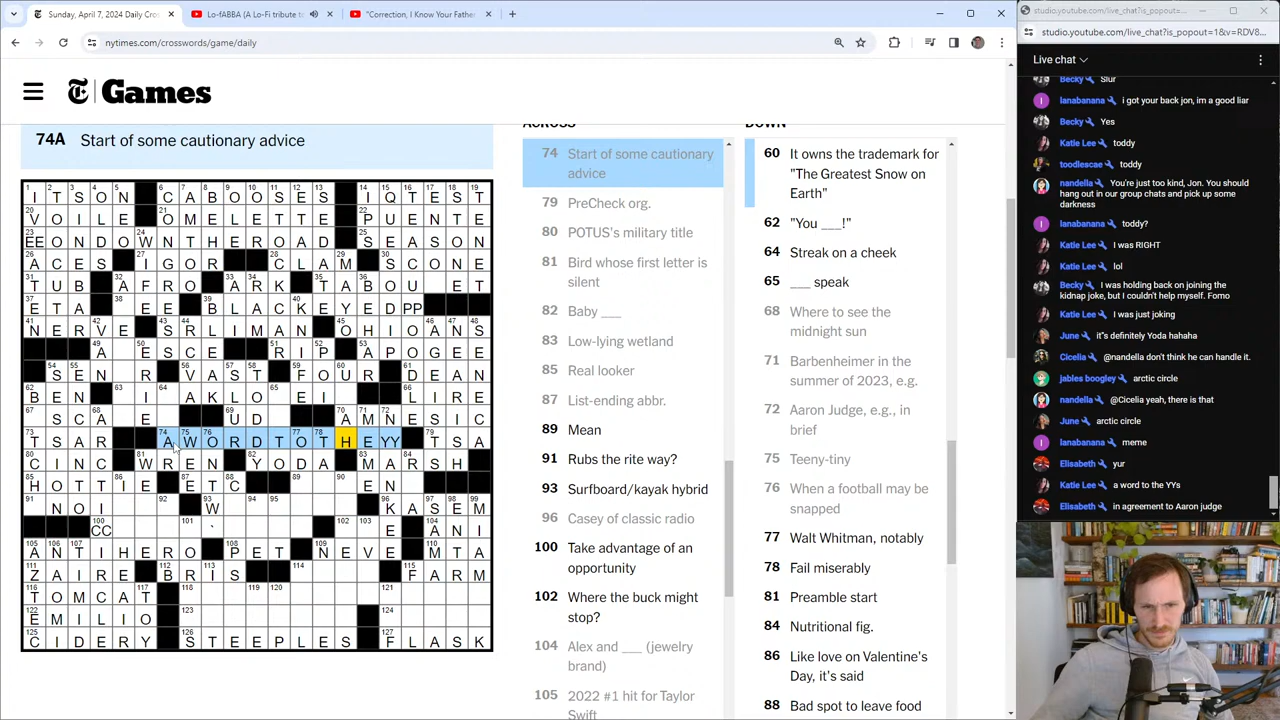 Sunday, April 7, 2024 Daily Cro
Lo-fABBA (A Lo-Fi tribute to
"Correction, I Know Your Father
nytimes.com/crosswords/game/daily
Games
74A Start of some cautionary advice
ACROSS
74 Start of some cautionary
advice
79 PreCheck org.
80 POTUS's military title
81 Bird whose first letter is
silent
82 Baby ___
83 Low-lying wetland
85 Real looker
87 List-ending abbr.
89 Mean
91 Rubs the rite way?
93 Surfboard/kayak hybrid
96 Casey of classic radio
100 Take advantage of an
opportunity
102 Where the buck might
stop?
104 Alex and ___ (jewelry
brand)
105 2022 #1 hit for Taylor
Swift
DOWN
60 It owns the trademark for
"The Greatest Snow on
Earth"
62 "You ___!"
64 Streak on a cheek
65 ___ speak
68 Where to see the
midnight sun
71 Barbenheimer in the
summer of 2023, e.g.
72 Aaron Judge, e.g., in
brief
75 Teeny-tiny
76 When a football may be
snapped
77 Walt Whitman, notably
78 Fail miserably
81 Preamble start
84 Nutritional fig.
86 Like love on Valentine's
Day, it's said
88 Bad spot to leave food
studio.youtube.com/live_chat?is_popout=...
studio.youtube.com/live_chat?is_popout=1&v=RDV8...
Live chat
Becky Slur
lanabanana i got your back jon, im a good liar
Becky Yes
Katie Lee toddy
toodlescae toddy
nandella You're just too kind, Jon. You should
hang out in our group chats and pick up some
darkness
lanabanana toddy?
Katie Lee I was RIGHT
Katie Lee lol
Becky I was holding back on joining the
kidnap joke, but I couldn't help myself. Fomo
Katie Lee I was just joking
June it's definitely Yoda hahaha
Cicelia @nandella don't think he can handle it.
jables boogley arctic circle
nandella @Cicelia yeah, there is that
June arctic circle
lanabanana meme
Elisabeth yur
Katie Lee a word to the YYs
Elisabeth in agreement to Aaron judge